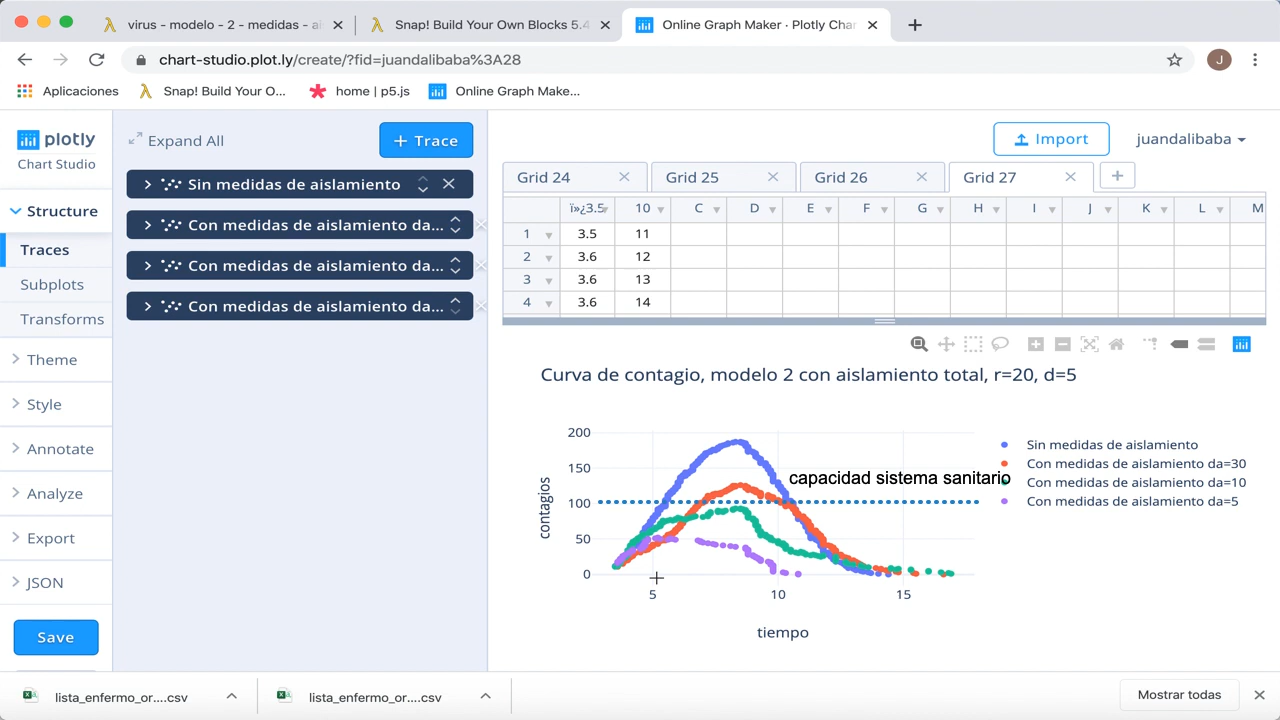 virus - modelo - 2 - medidas - ai
Snap! Build Your Own Blocks 5.4
Online Graph Maker · Plotly Char
chart-studio.plot.ly/create/?fid=juandalibaba%3A28
J
Aplicaciones
Snap! Build Your O...
home | p5.js
Online Graph Make...
plotly
Chart Studio
Structure
Traces
Subplots
Transforms
Theme
Style
Annotate
Analyze
Export
JSON
Save
Expand All
+ Trace
Sin medidas de aislamiento
Con medidas de aislamiento da...
Con medidas de aislamiento da...
Con medidas de aislamiento da...
Import
juandalibaba
Grid 24
Grid 25
Grid 26
Grid 27
+
ï»¿3.5 10 C D E F G H I J K L M
1 3.5 11
2 3.6 12
3 3.6 13
4 3.6 14
Curva de contagio, modelo 2 con aislamiento total, r=20, d=5
contagios
200
150
100
50
0
5 10 15
tiempo
capacidad sistema sanitario
Sin medidas de aislamiento
Con medidas de aislamiento da=30
Con medidas de aislamiento da=10
Con medidas de aislamiento da=5
lista_enfermo_or....csv
lista_enfermo_or....csv
Mostrar todas